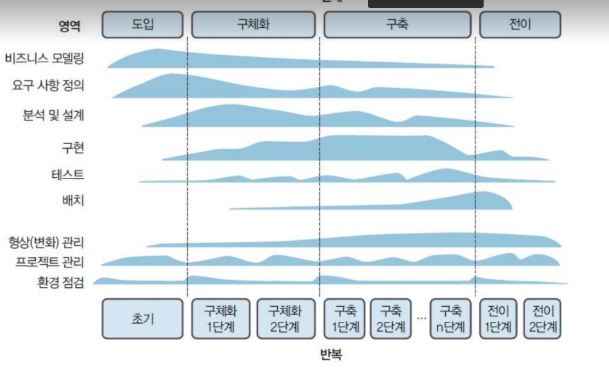 영역
도입
구체화
구축
전이
비즈니스 모델링
요구 사항 정의
분석 및 설계
구현
테스트
배치
형상(변화) 관리
프로젝트 관리
환경 점검
초기
구체화
1단계
구체화
2단계
구축
1단계
구축
2단계
...
구축
n단계
전이
1단계
전이
2단계
반복